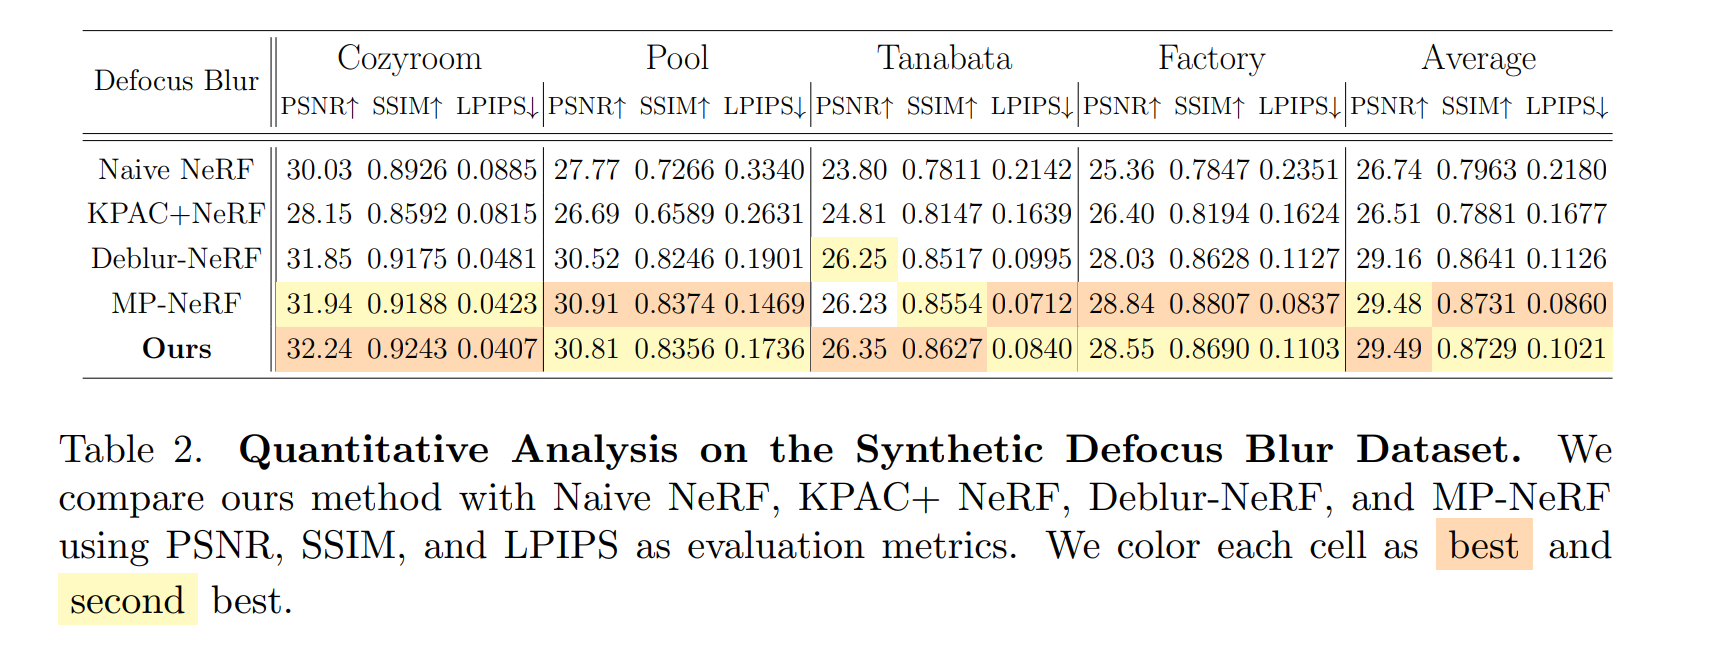 Defocus Blur Cozyroom Pool Tanabata Factory Average
PSNR↑ SSIM↑ LPIPS↓ PSNR↑ SSIM↑ LPIPS↓ PSNR↑ SSIM↑ LPIPS↓ PSNR↑ SSIM↑ LPIPS↓ PSNR↑ SSIM↑ LPIPS↓
Naive NeRF 30.03 0.8926 0.0885 27.77 0.7266 0.3340 23.80 0.7811 0.2142 25.36 0.7847 0.2351 26.74 0.7963 0.2180
KPAC+NeRF 28.15 0.8592 0.0815 26.69 0.6589 0.2631 24.81 0.8147 0.1639 26.40 0.8194 0.1624 26.51 0.7881 0.1677
Deblur-NeRF 31.85 0.9175 0.0481 30.52 0.8246 0.1901 26.25 0.8517 0.0995 28.03 0.8628 0.1127 29.16 0.8641 0.1126
MP-NeRF 31.94 0.9188 0.0423 30.91 0.8374 0.1469 26.23 0.8554 0.0712 28.84 0.8807 0.0837 29.48 0.8731 0.0860
Ours 32.24 0.9243 0.0407 30.81 0.8356 0.1736 26.35 0.8627 0.0840 28.55 0.8690 0.1103 29.49 0.8729 0.1021
Table 2. Quantitative Analysis on the Synthetic Defocus Blur Dataset. We
compare ours method with Naive NeRF, KPAC+ NeRF, Deblur-NeRF, and MP-NeRF
using PSNR, SSIM, and LPIPS as evaluation metrics. We color each cell as best and
second best.